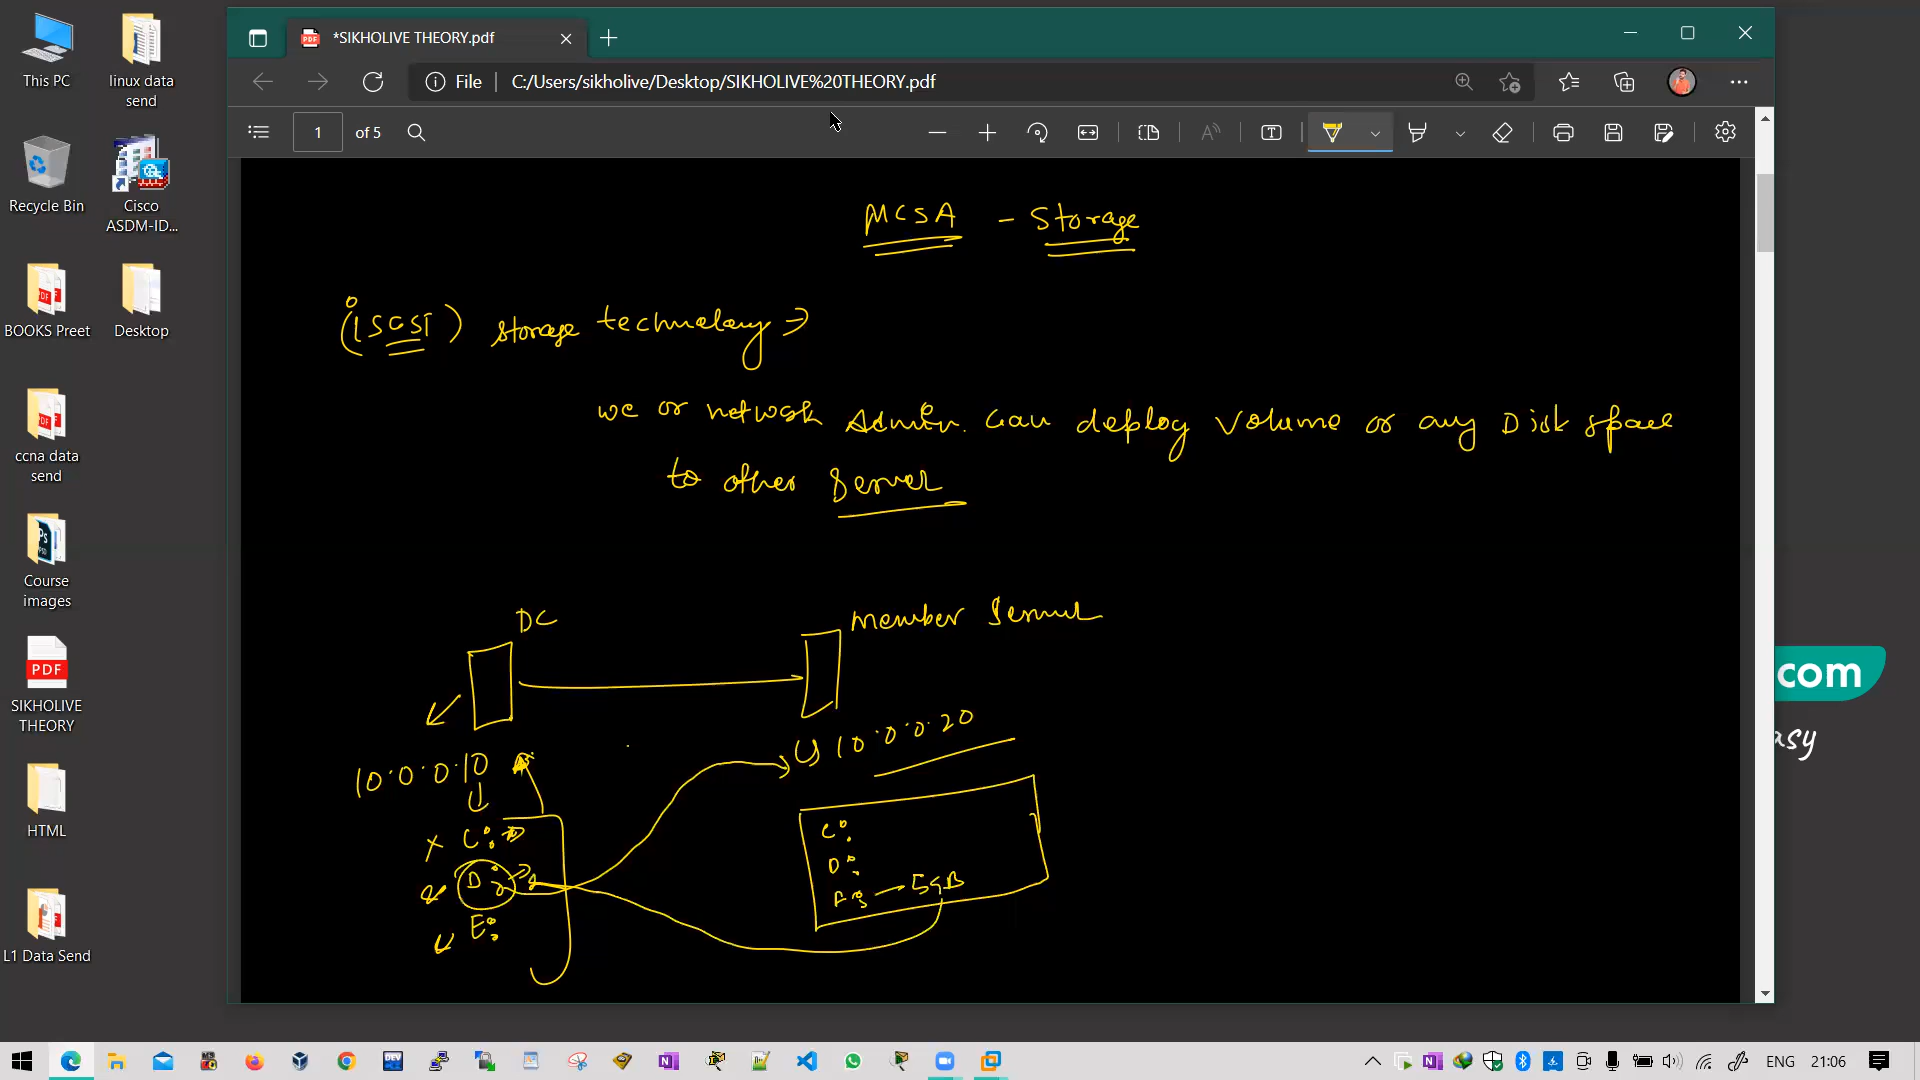 *SIKHOLIVE THEORY.pdf
File
C:/Users/sikholive/Desktop/SIKHOLIVE%20THEORY.pdf
1
of 5
This PC
linux data
send
Recycle Bin
Cisco
ASDM-ID...
BOOKS Preet
Desktop
ccna data
send
Course
images
PDF
SIKHOLIVE
THEORY
HTML
L1 Data Send
MCSA - Storage
(iSCSI) storage technology →
we or network Admin. Can deploy Volume or any Disk space
to other Server
DC
Member Server
10.0.0.10
10.0.0.20
C:
D:
E:
C:
D:
F: - 5GB
com
asy
ENG
21:06